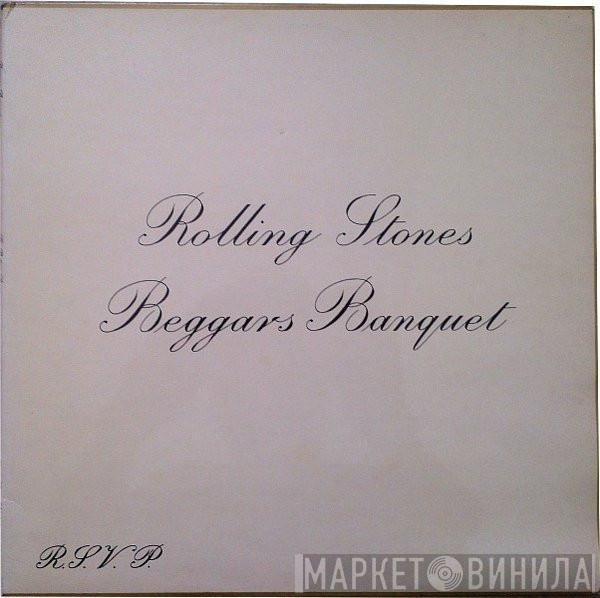 Rolling Stones
Beggars Banquet
R.S.V.P.
МАРКЕТ ВИНИЛА